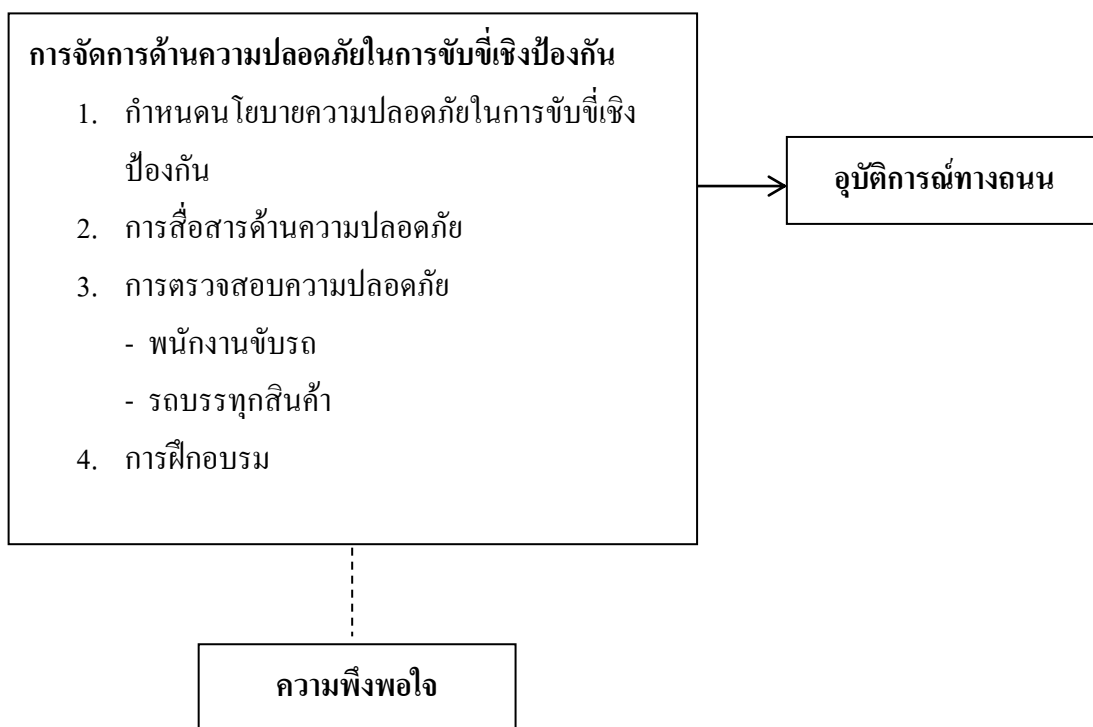 การจัดการด้านความปลอดภัยในการขับขี่เชิงป้องกัน
1. กำหนดนโยบายความปลอดภัยในการขับขี่เชิง
ป้องกัน
2. การสื่อสารด้านความปลอดภัย
3. การตรวจสอบความปลอดภัย
- พนักงานขับรถ
- รถบรรทุกสินค้า
4. การฝึกอบรม
อุบัติการณ์ทางถนน
ความพึงพอใจ